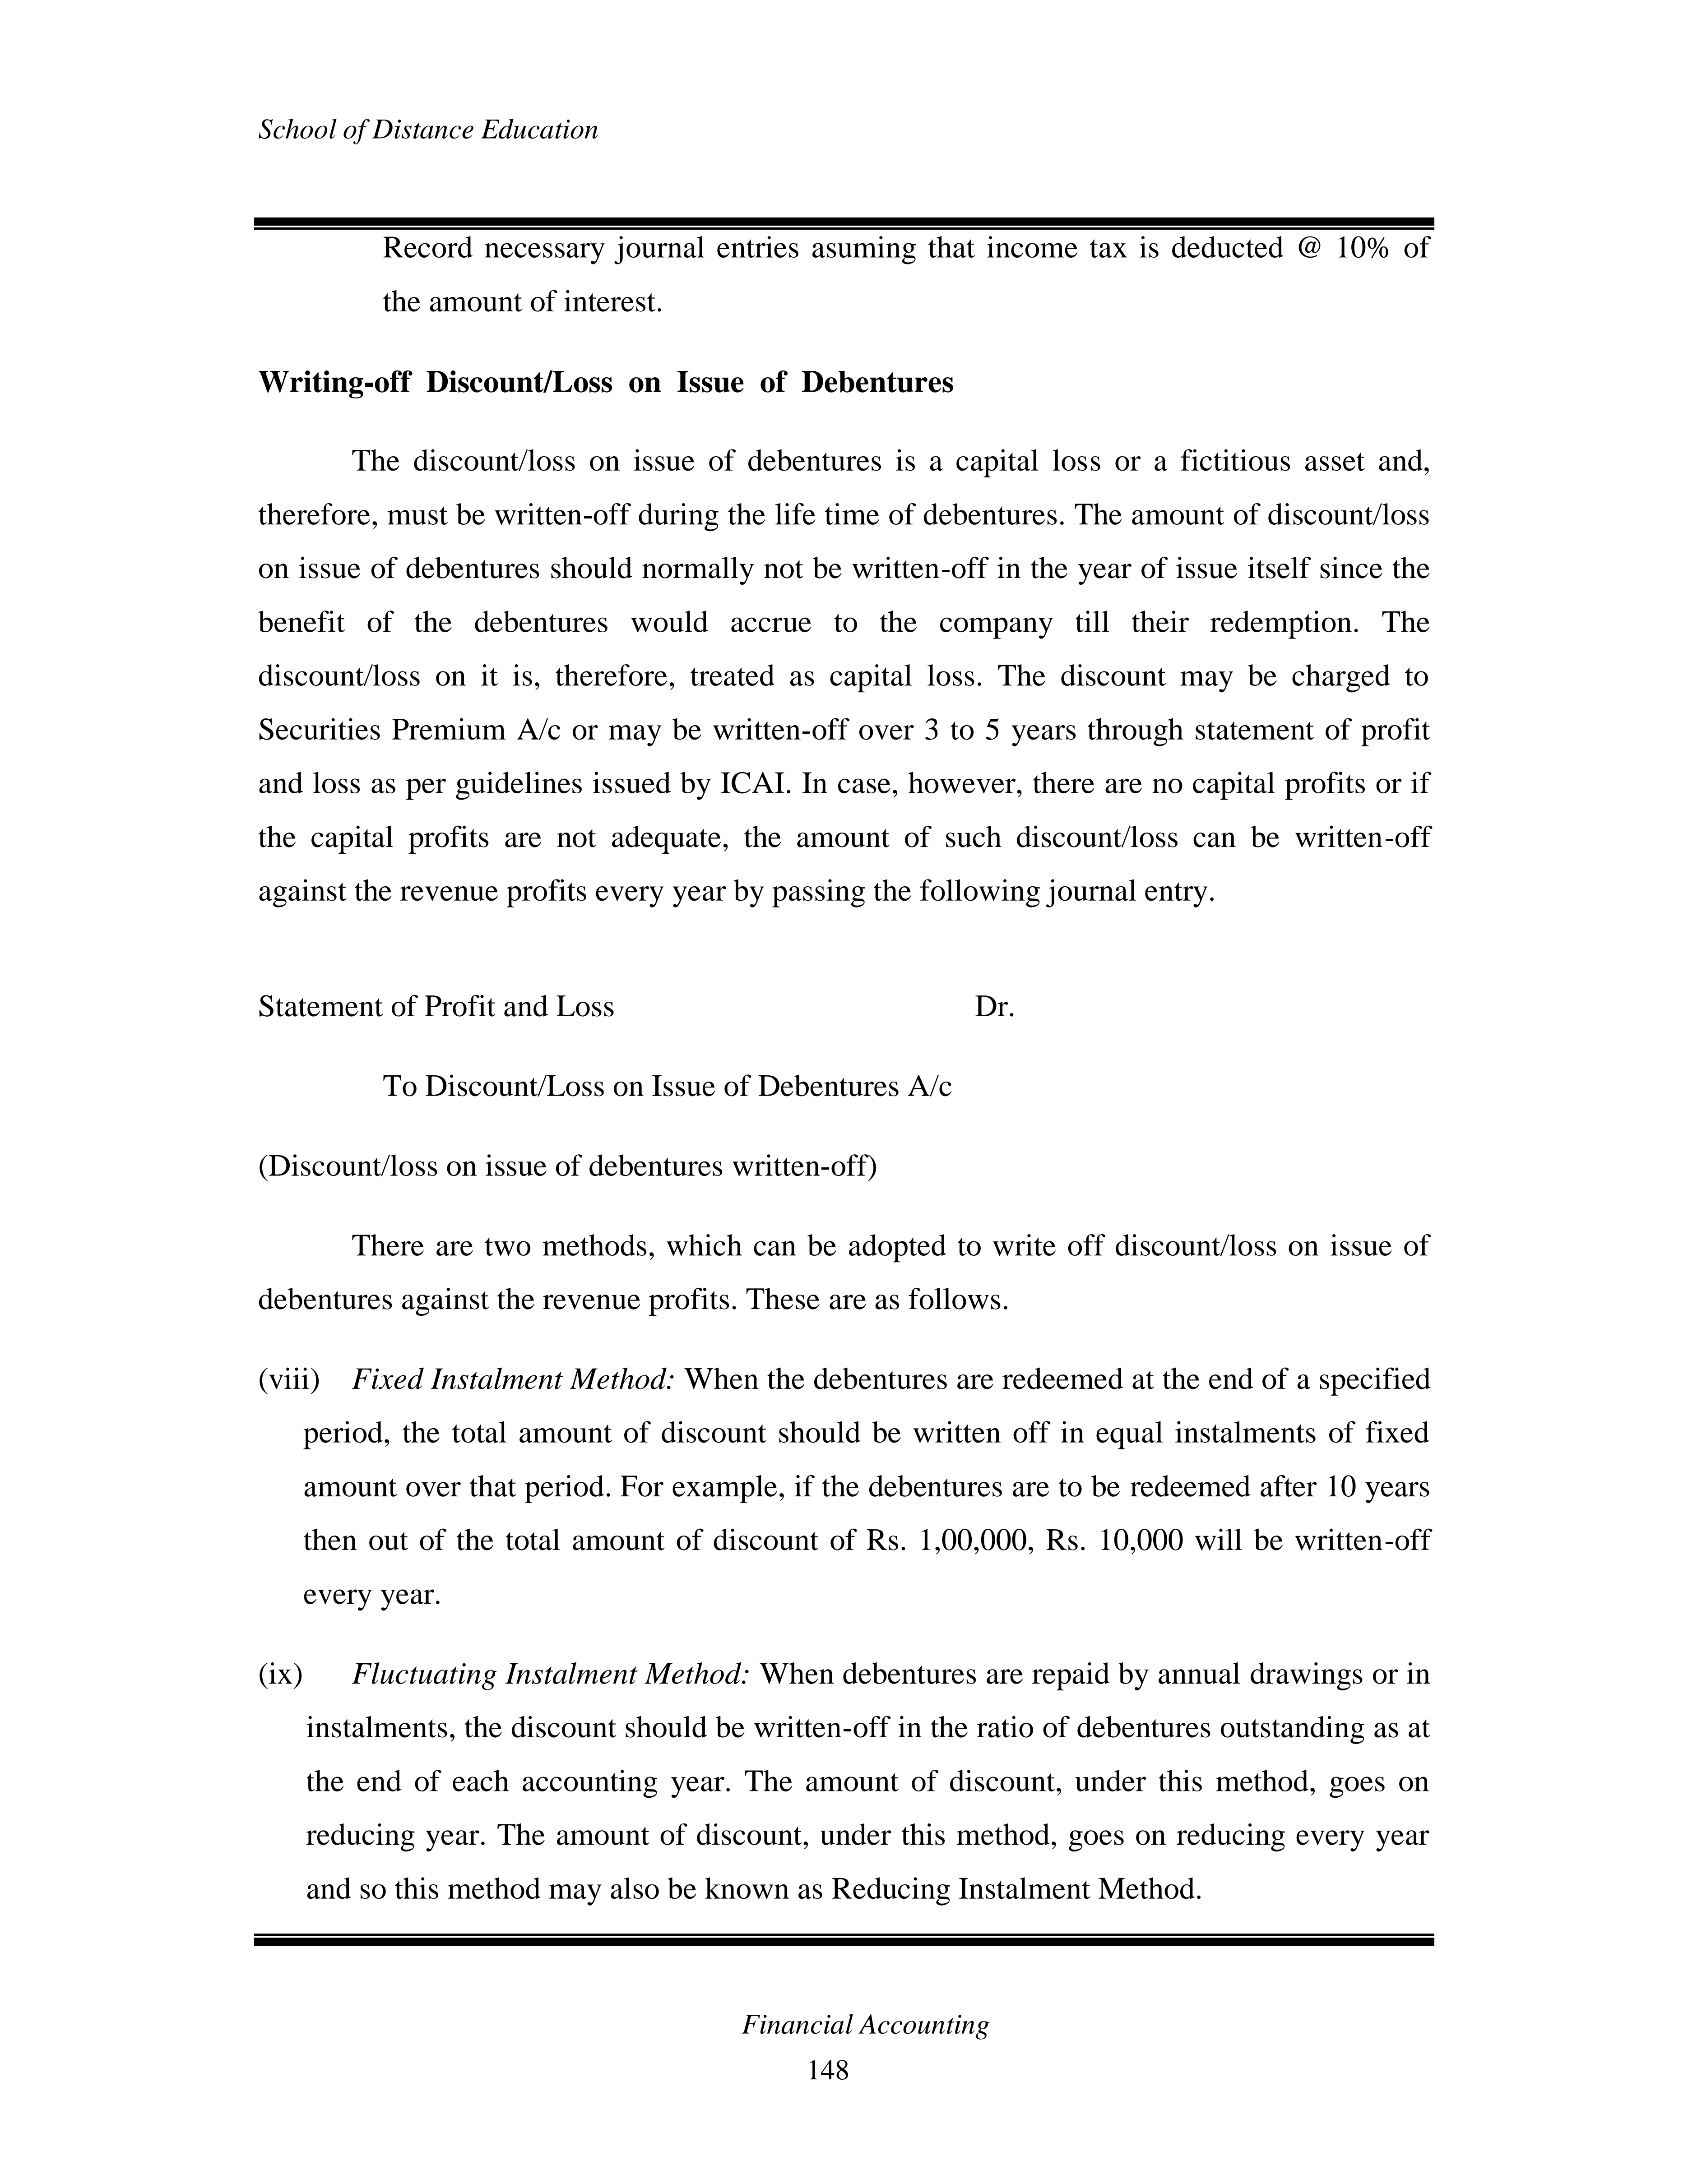 School of Distance Education
Record necessary journal entries asuming that income tax is deducted @ 10% of
the amount of interest.
Writing-off Discount/Loss on Issue of Debentures
The discount/loss on issue of debentures is a capital loss or a fictitious asset and,
therefore, must be written-off during the life time of debentures. The amount of discount/loss
on issue of debentures should normally not be written-off in the year of issue itself since the
benefit of the debentures would accrue to the company till their redemption. The
discount/loss on it is, therefore, treated as capital loss. The discount may be charged to
Securities Premium A/c or may be written-off over 3 to 5 years through statement of profit
and loss as per guidelines issued by ICAI. In case, however, there are no capital profits or if
the capital profits are not adequate, the amount of such discount/loss can be written-off
against the revenue profits every year by passing the following journal entry.
Statement of Profit and Loss Dr.
To Discount/Loss on Issue of Debentures A/c
(Discount/loss on issue of debentures written-off)
There are two methods, which can be adopted to write off discount/loss on issue of
debentures against the revenue profits. These are as follows.
(viii) Fixed Instalment Method: When the debentures are redeemed at the end of a specified
period, the total amount of discount should be written off in equal instalments of fixed
amount over that period. For example, if the debentures are to be redeemed after 10 years
then out of the total amount of discount of Rs. 1,00,000, Rs. 10,000 will be written-off
every year.
(ix) Fluctuating Instalment Method: When debentures are repaid by annual drawings or in
instalments, the discount should be written-off in the ratio of debentures outstanding as at
the end of each accounting year. The amount of discount, under this method, goes on
reducing year. The amount of discount, under this method, goes on reducing every year
and so this method may also be known as Reducing Instalment Method.
Financial Accounting
148